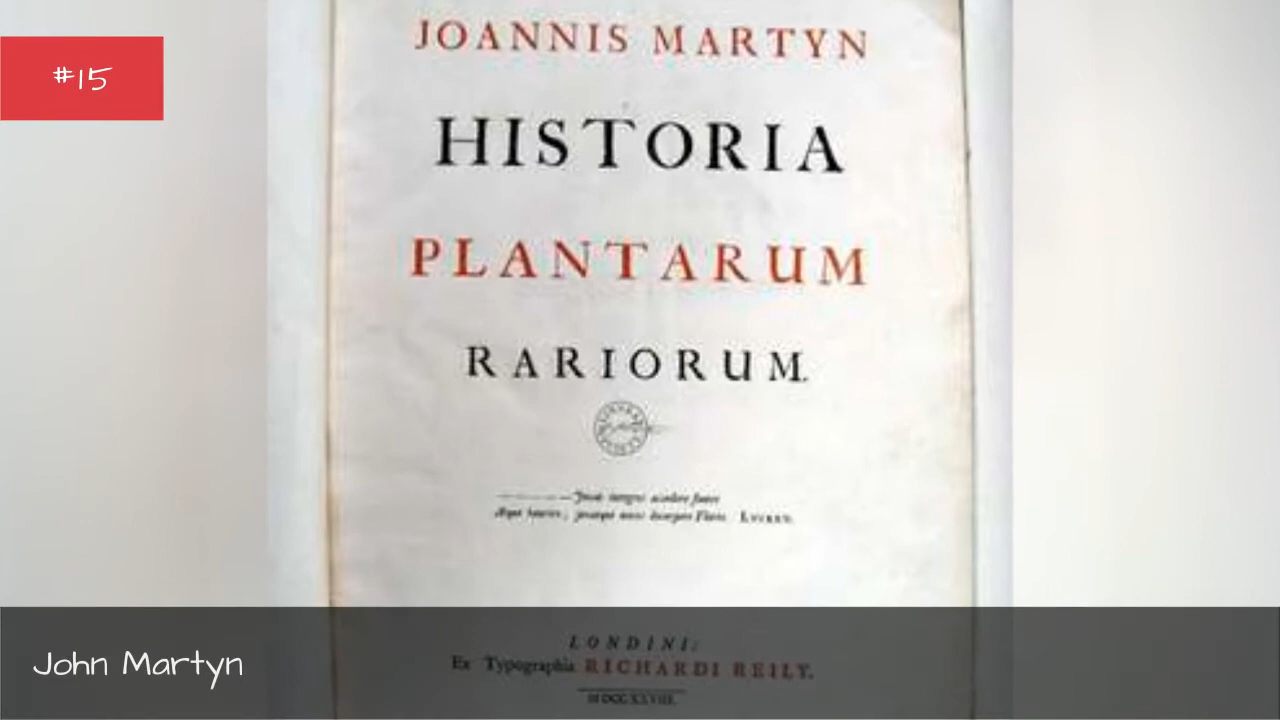 #15
JOANNIS MARTYN
HISTORIA
PLANTARUM
RARIORUM.
LONDINI:
Ex Typographia RICHARDI REILY.
John Martyn